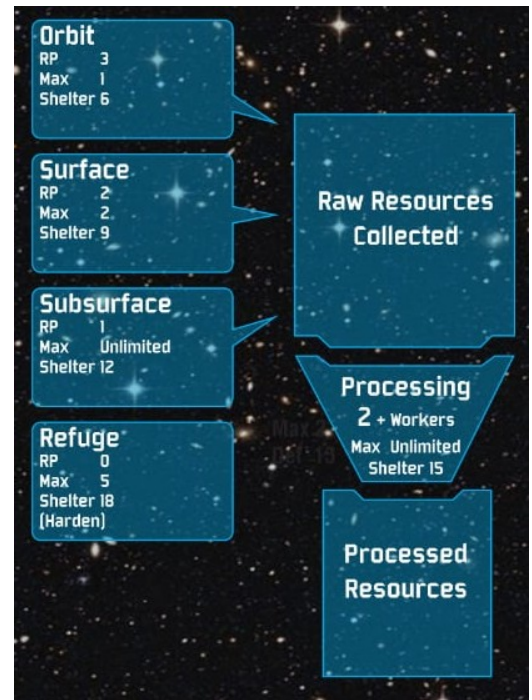 Orbit
RP 3
Max 1
Shelter 6
Surface
RP 2
Max 2
Shelter 9
Subsurface
RP 1
Max Unlimited
Shelter 12
Refuge
RP 0
Max 5
Shelter 18
(Harden)
Raw Resources
Collected
Processing
2 + Workers
Max Unlimited
Shelter 15
Processed
Resources